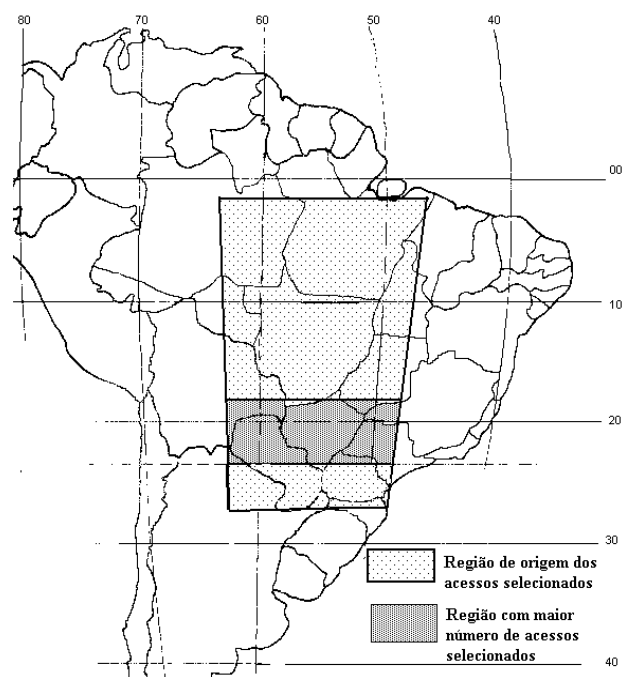 80 70 60 50 40
00
10
20
30
Região de origem dos
acessos selecionados
Região com maior
número de acessos
selecionados
40